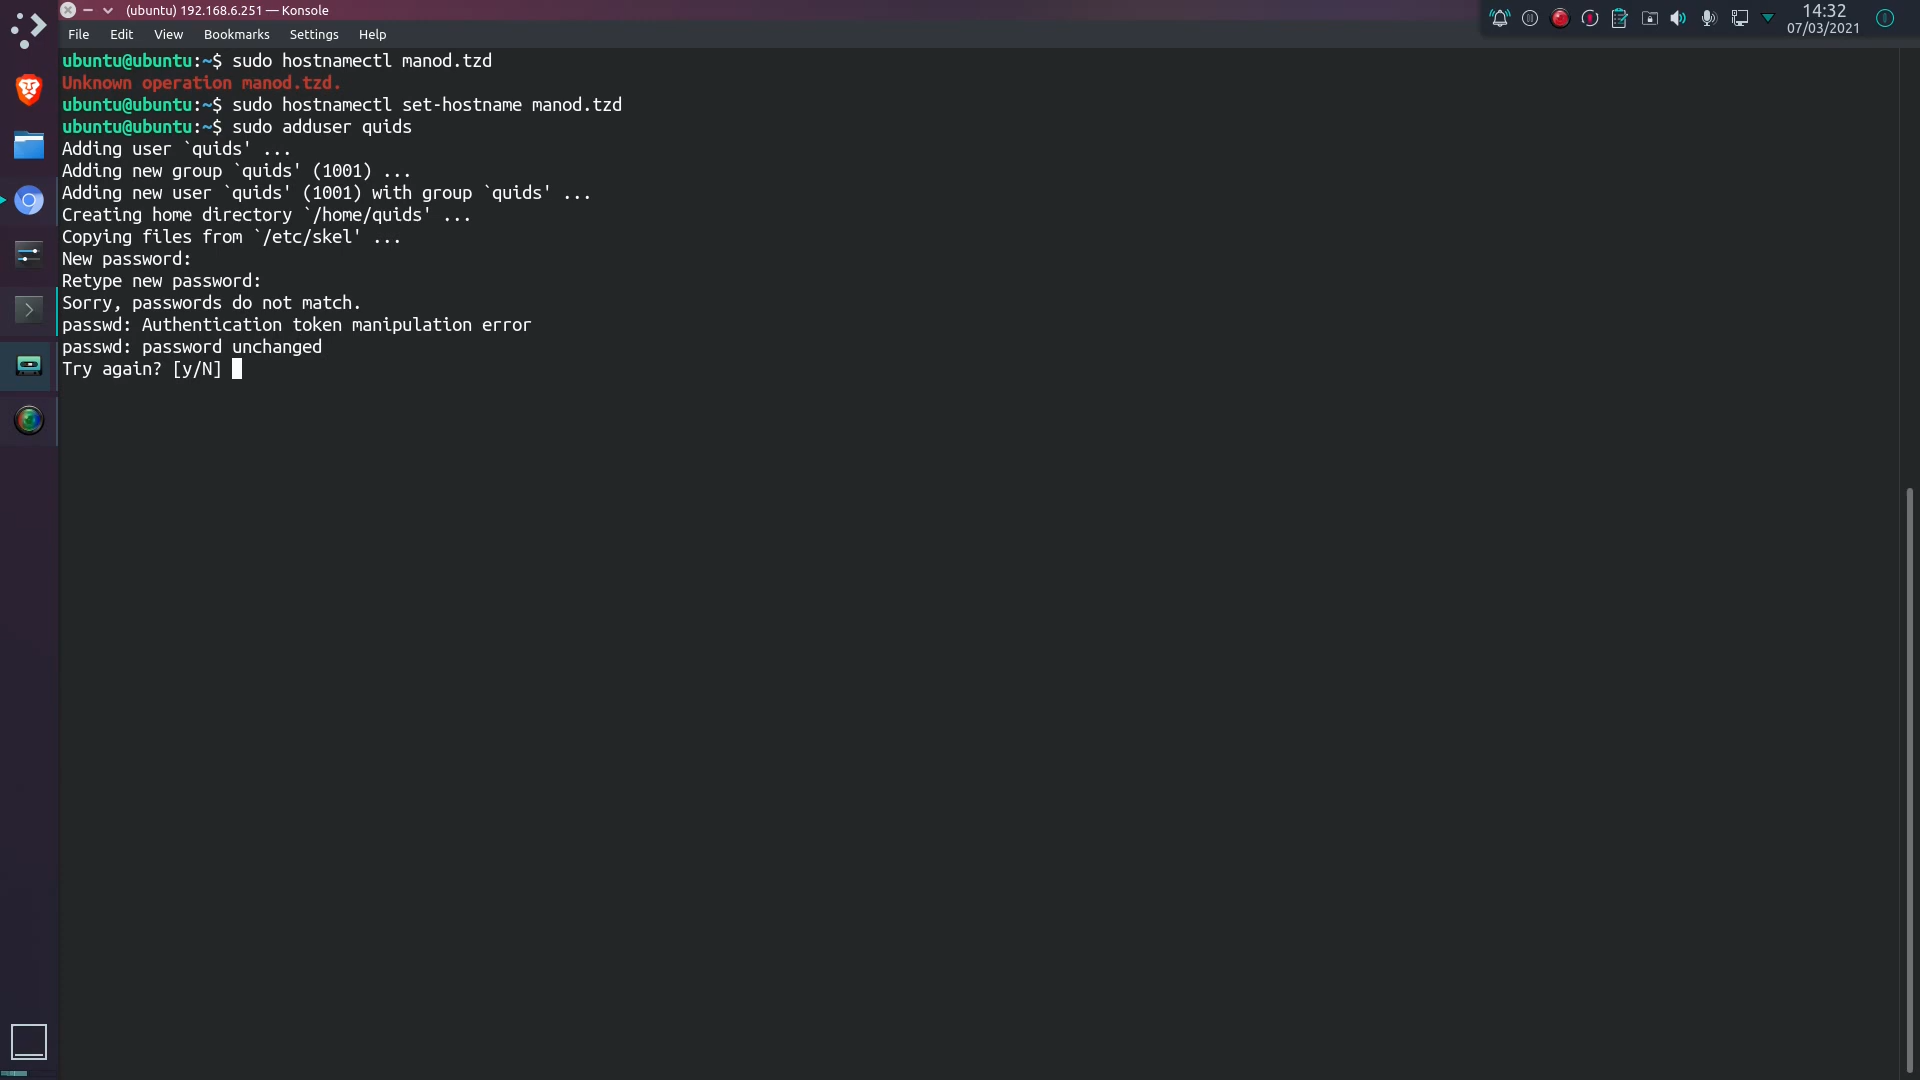 (ubuntu) 192.168.6.251 — Konsole
14:32
07/03/2021
File Edit View Bookmarks Settings Help
ubuntu@ubuntu:~$ sudo hostnamectl manod.tzd
Unknown operation manod.tzd.
ubuntu@ubuntu:~$ sudo hostnamectl set-hostname manod.tzd
ubuntu@ubuntu:~$ sudo adduser quids
Adding user `quids' ...
Adding new group `quids' (1001) ...
Adding new user `quids' (1001) with group `quids' ...
Creating home directory `/home/quids' ...
Copying files from `/etc/skel' ...
New password:
Retype new password:
Sorry, passwords do not match.
passwd: Authentication token manipulation error
passwd: password unchanged
Try again? [y/N]